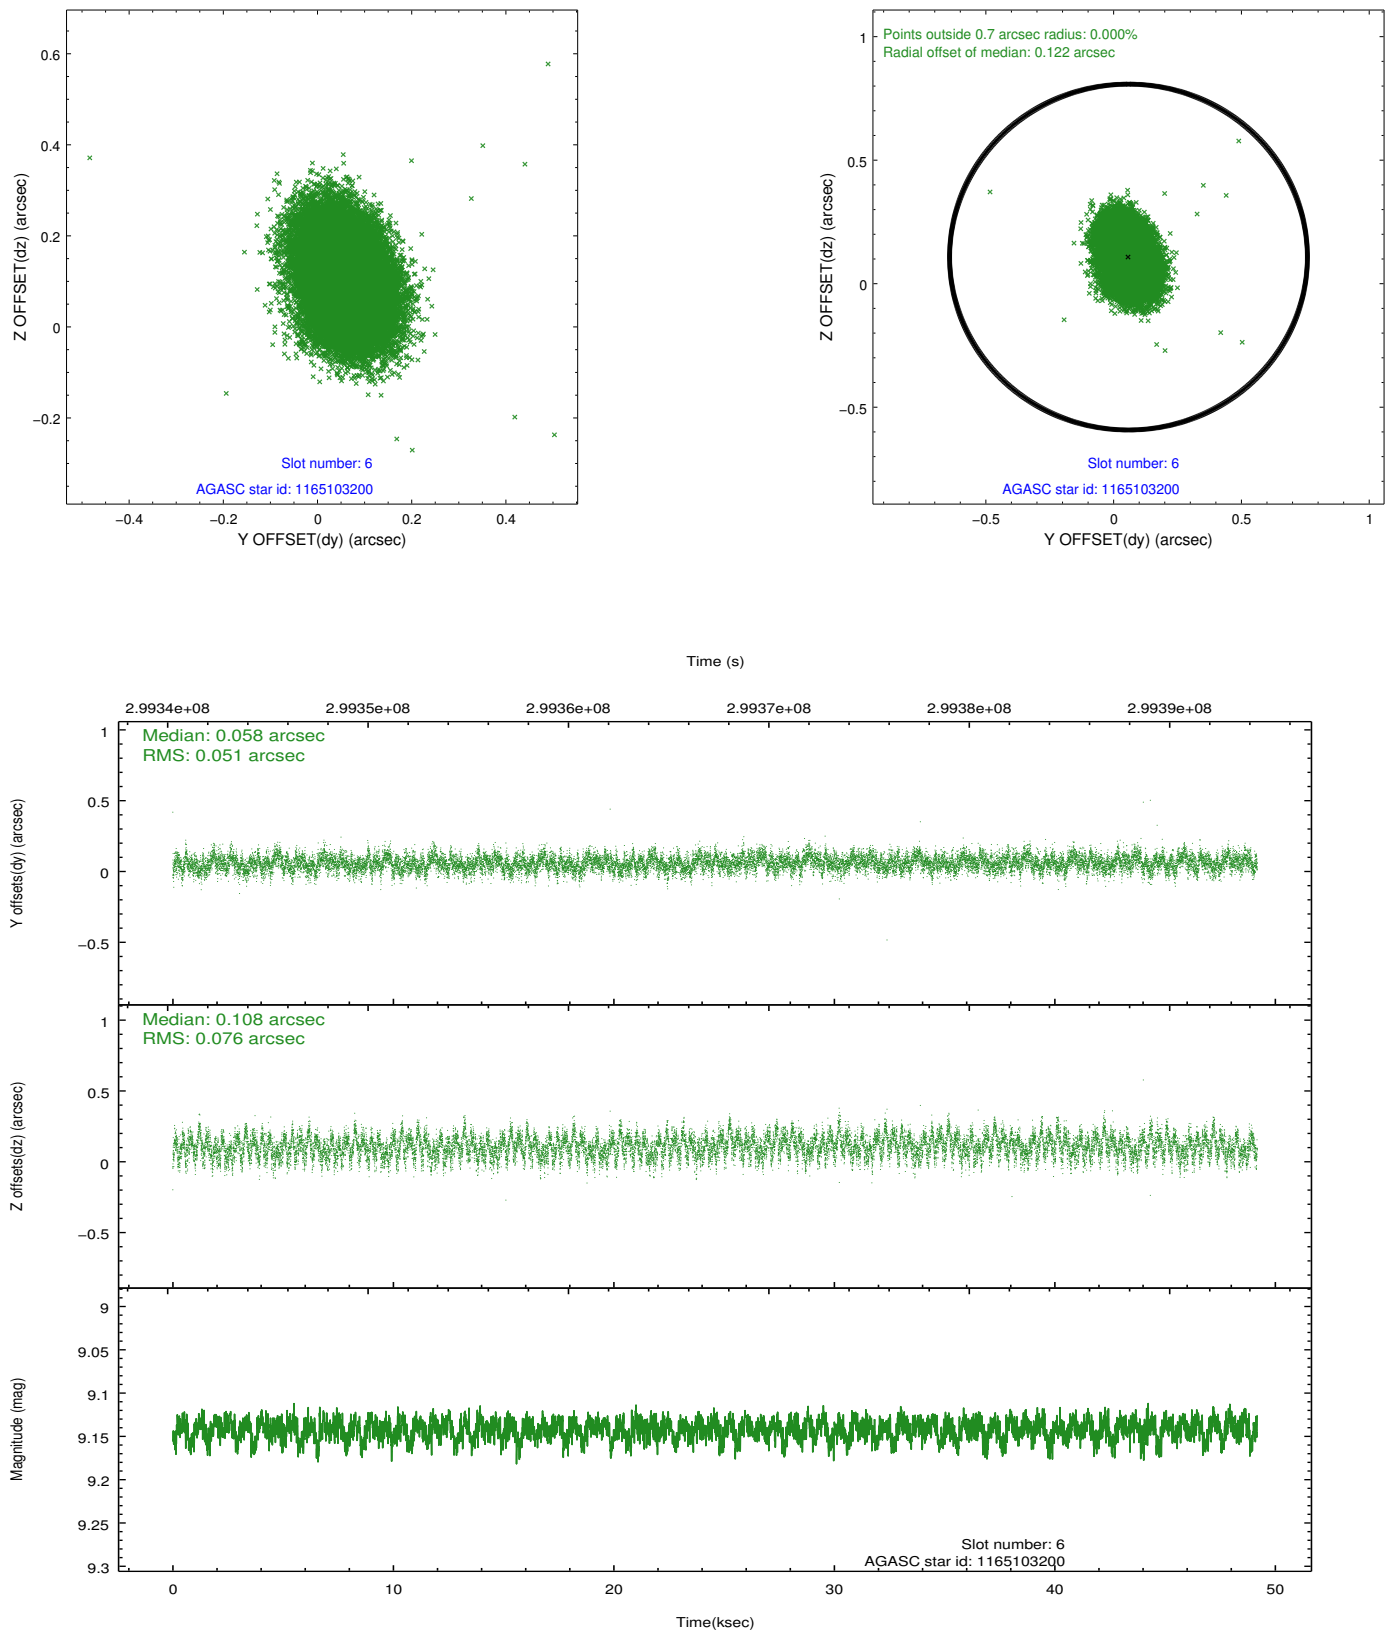 0.6
0.4
0.2
0
−0.2
−0.4
−0.2
0
0.2
0.4
Z OFFSET(dz) (arcsec)
Y OFFSET(dy) (arcsec)
Slot number: 6
AGASC star id: 1165103200
Points outside 0.7 arcsec radius: 0.000%
Radial offset of median: 0.122 arcsec
1
0.5
0
−0.5
−0.5
0
0.5
1
Z OFFSET(dz) (arcsec)
Y OFFSET(dy) (arcsec)
Slot number: 6
AGASC star id: 1165103200
Time (s)
2.9934e+08 2.9935e+08 2.9936e+08 2.9937e+08 2.9938e+08 2.9939e+08
Median: 0.058 arcsec
RMS: 0.051 arcsec
1
0.5
0
−0.5
Y offsets(dy) (arcsec)
Median: 0.108 arcsec
RMS: 0.076 arcsec
1
0.5
0
−0.5
Z offsets(dz) (arcsec)
9
9.05
9.1
9.15
9.2
9.25
9.3
Magnitude (mag)
Slot number: 6
AGASC star id: 1165103200
0 10 20 30 40 50
Time(ksec)